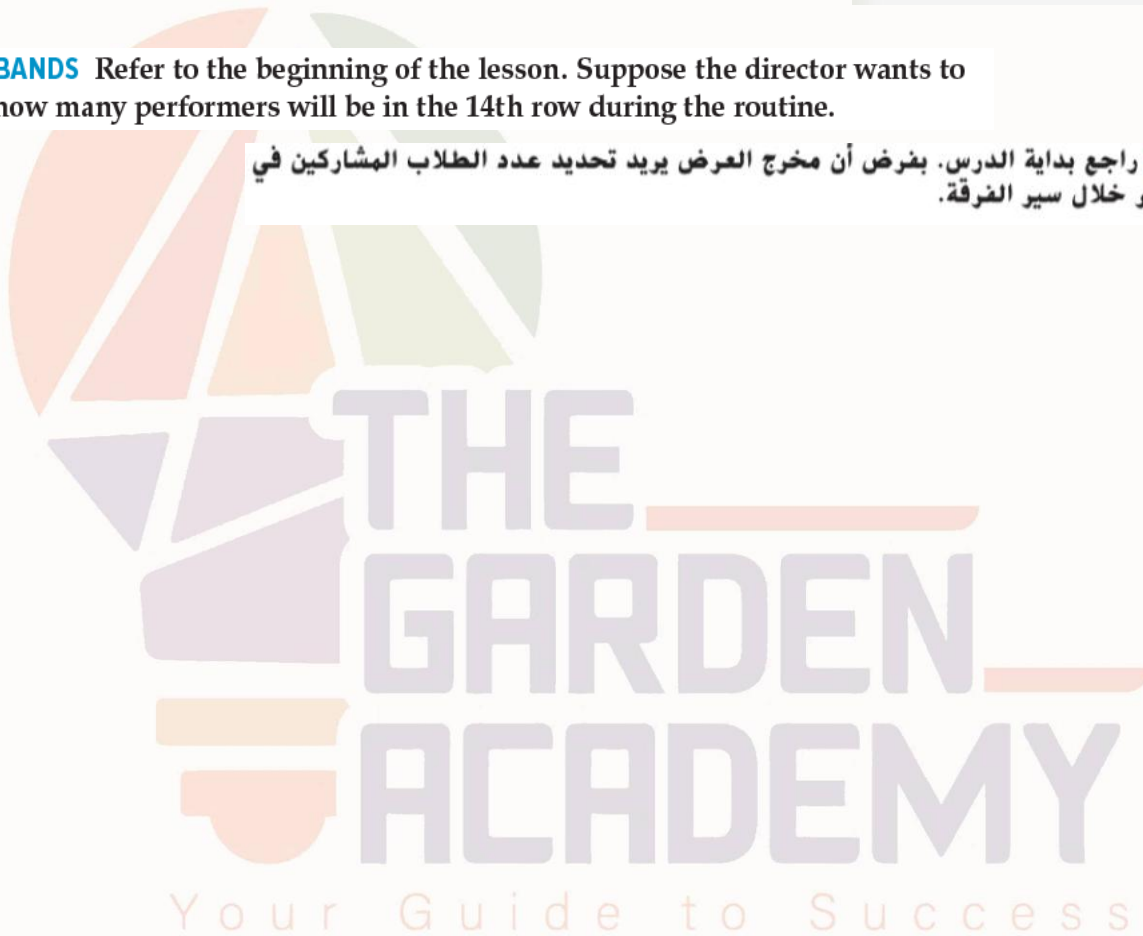 BANDS Refer to the beginning of the lesson. Suppose the director wants to
how many performers will be in the 14th row during the routine.
راجع بداية الدرس. بفرض أن مخرج العرض يريد تحديد عدد الطلاب المشاركين في
خلال سير الفرقة.
THE
GARDEN
ACADEMY
Your Guide to Success